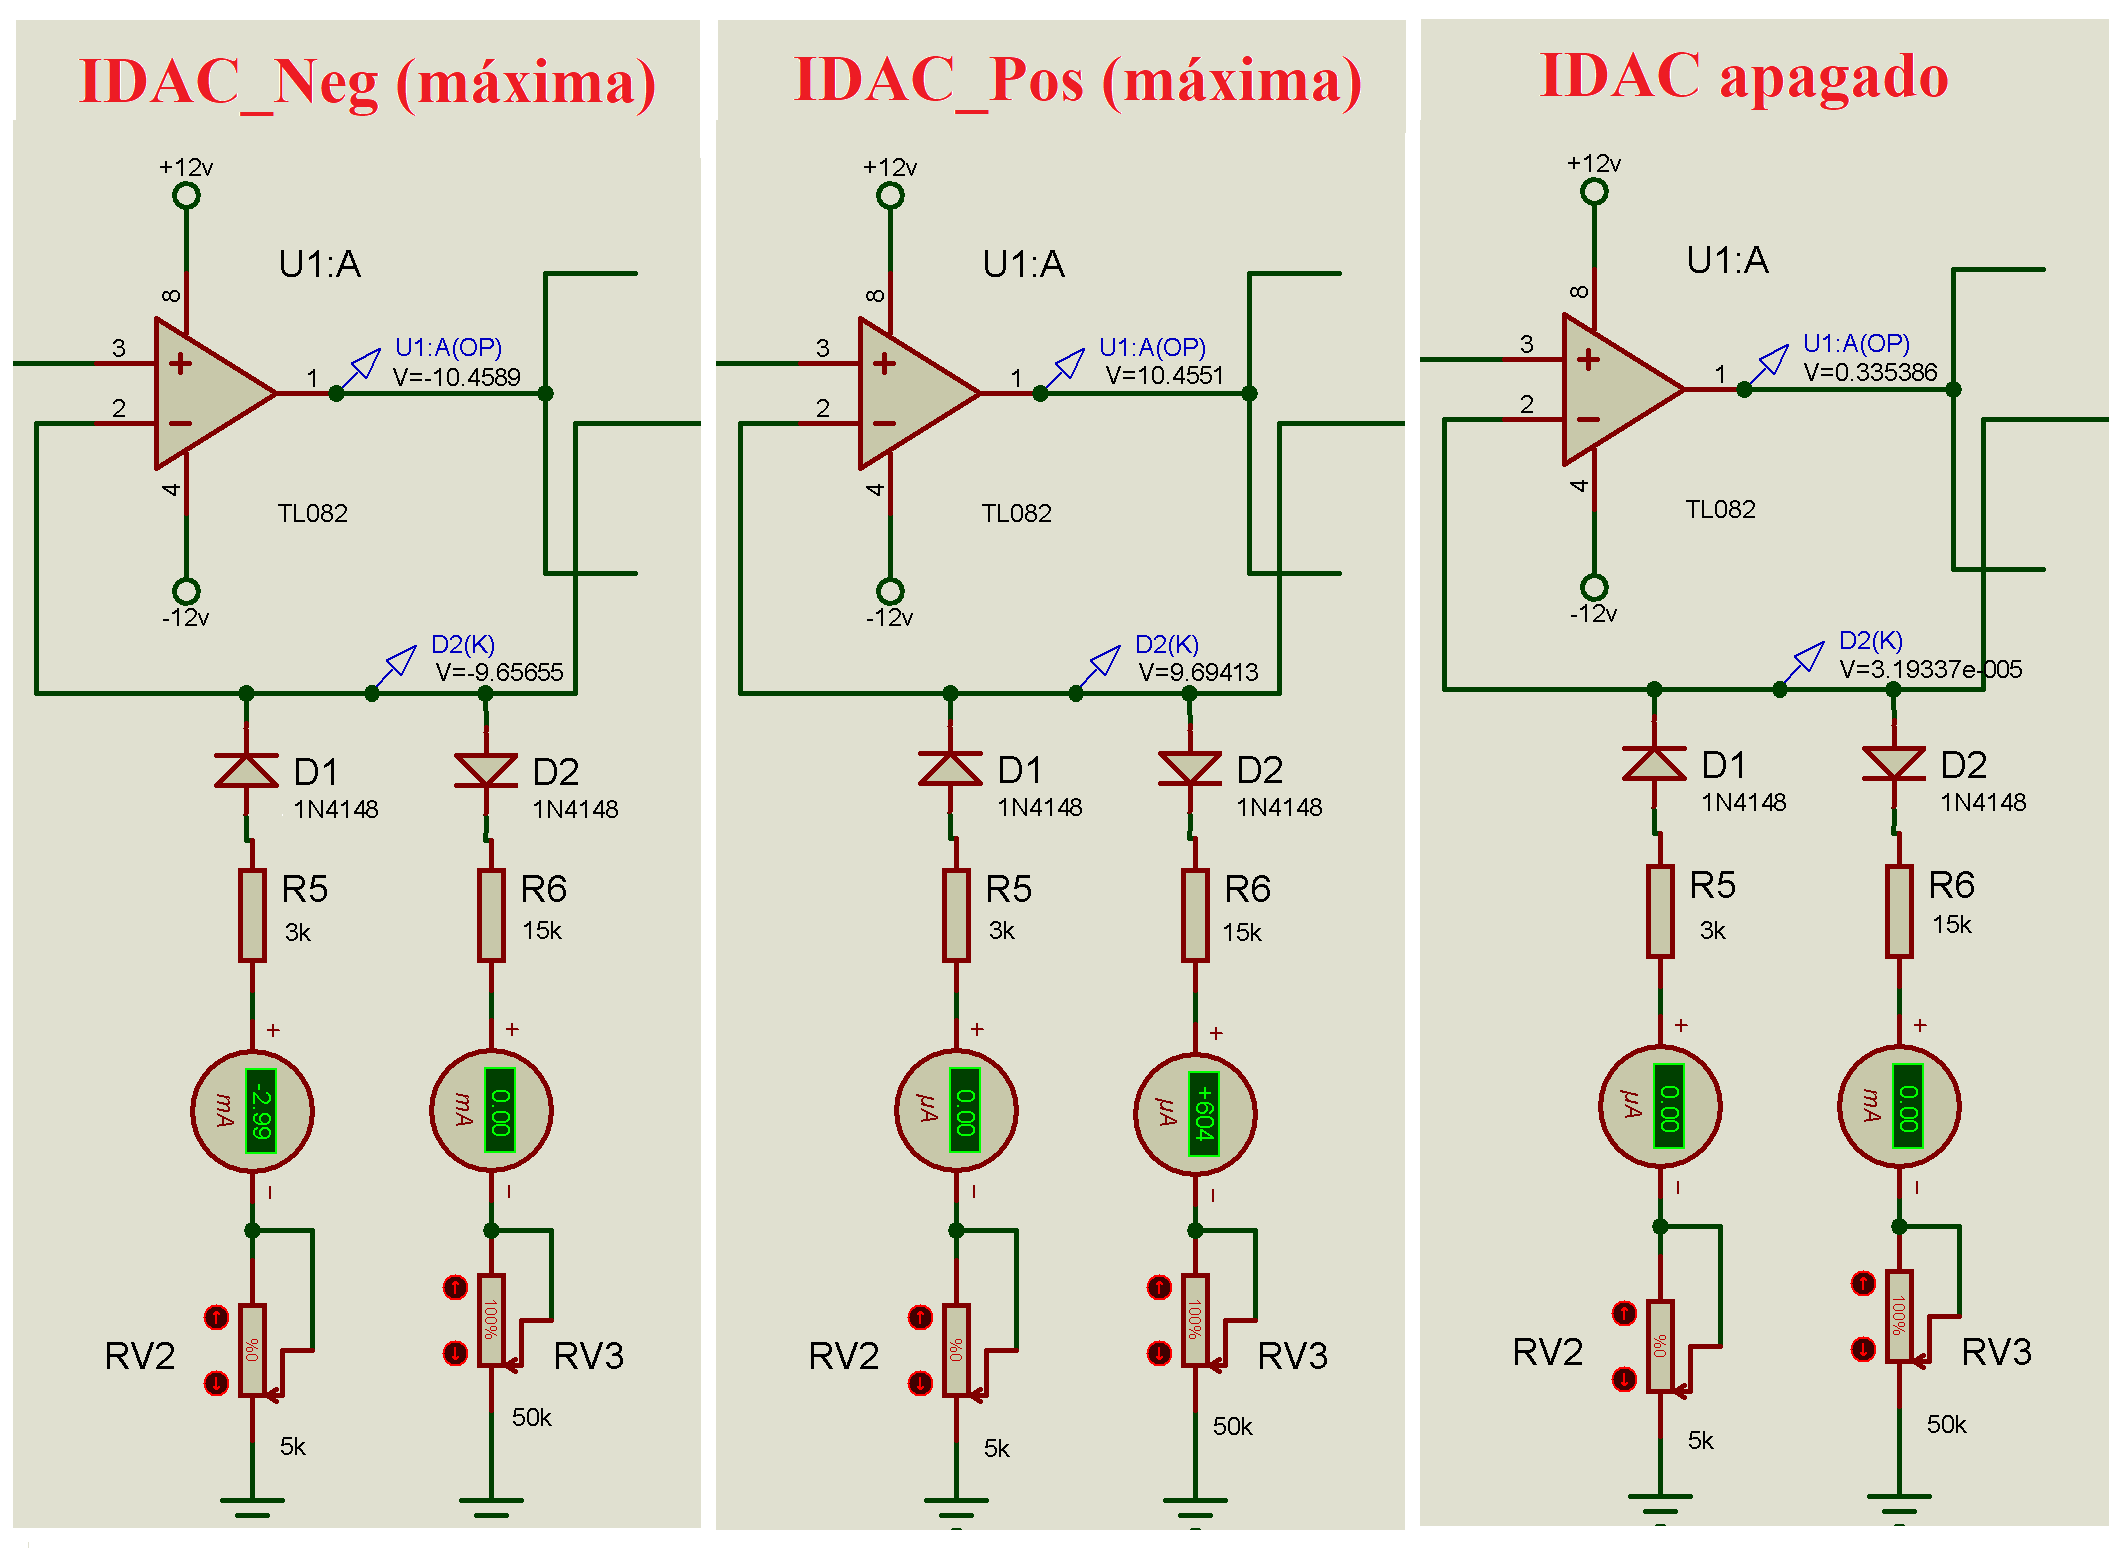 IDAC_Neg (máxima)
+12v
U1:A
8
3
U1:A(OP)
V=-10.4589
1
+
2
−
4
TL082
-12v
D2(K)
V=-9.65655
D1
1N4148
D2
1N4148
R5
3k
R6
15k
+
+
-2.99
mA
0.00
mA
−
−
RV2
%0
5k
100%
RV3
50k
IDAC_Pos (máxima)
+12v
U1:A
8
3
U1:A(OP)
V=10.4551
1
+
2
−
4
TL082
-12v
D2(K)
V=9.69413
D1
1N4148
D2
1N4148
R5
3k
R6
15k
+
+
0.00
µA
+604
µA
−
−
RV2
%0
5k
100%
RV3
50k
IDAC apagado
+12v
U1:A
8
3
U1:A(OP)
V=0.335386
1
+
2
−
4
TL082
-12v
D2(K)
V=3.19337e-005
D1
1N4148
D2
1N4148
R5
3k
R6
15k
+
+
0.00
µA
0.00
mA
−
−
RV2
%0
5k
100%
RV3
50k